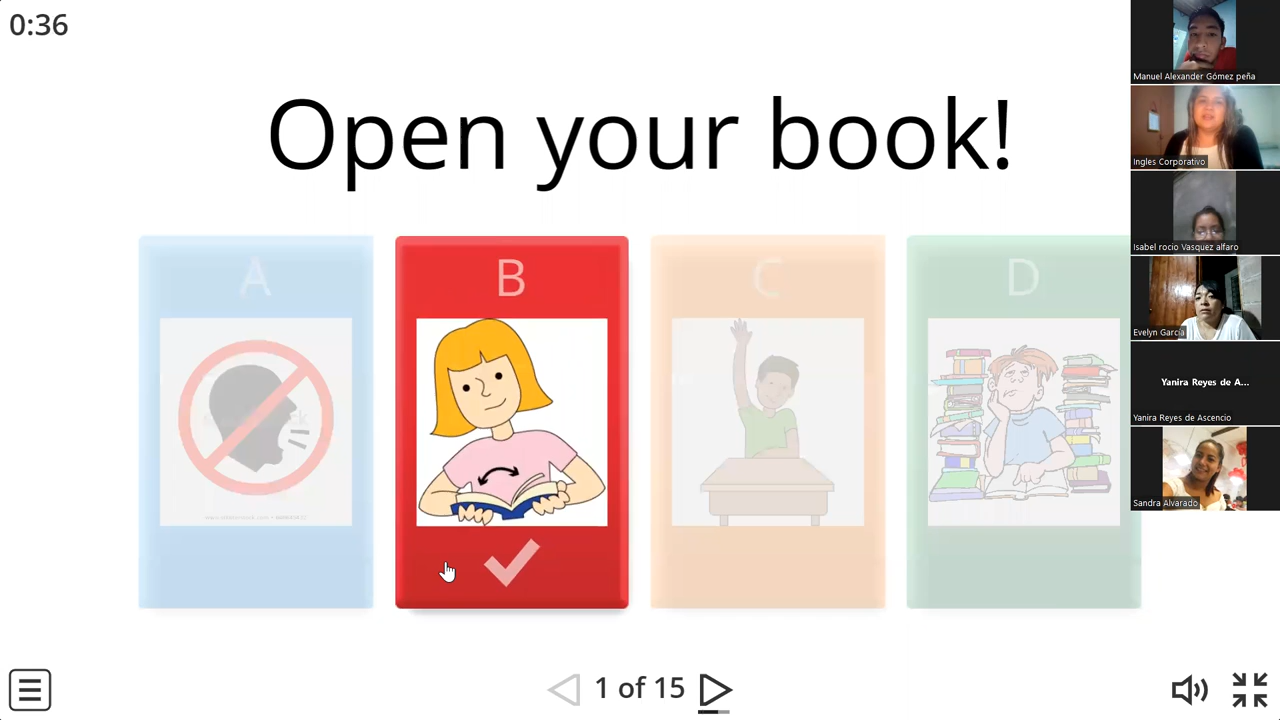 0:36
Open your book!
A
B
C
D
1 of 15
Manuel Alexander Gómez peña
Ingles Corporativo
Isabel rocio Vasquez alfaro
Evelyn García
Yanira Reyes de A...
Yanira Reyes de Ascencio
Sandra Alvarado